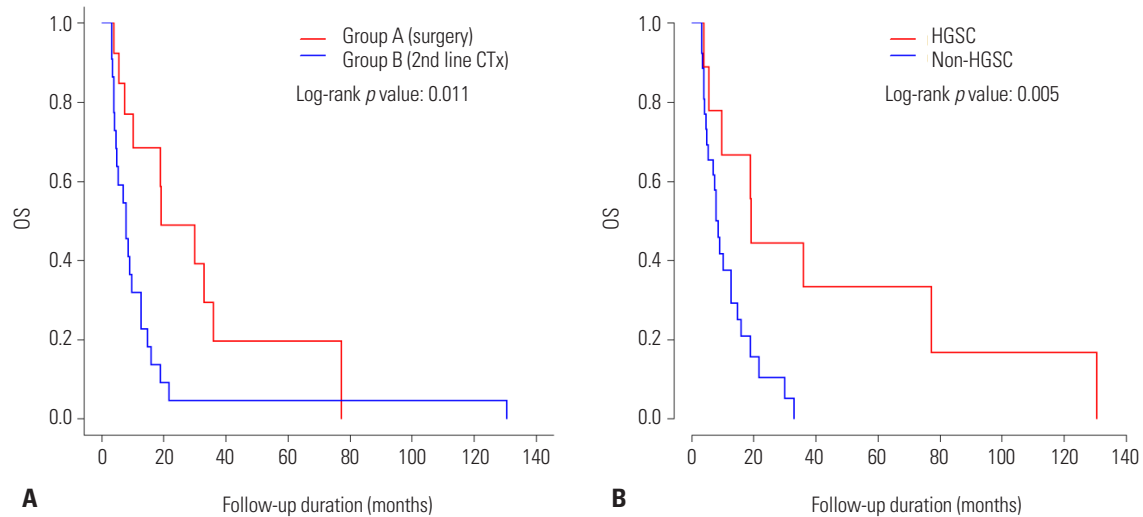 1.0
0.8
0.6
0.4
0.2
0.0
OS
0 20 40 60 80 100 120 140
Follow-up duration (months)
Group A (surgery)
Group B (2nd line CTx)
Log-rank p value: 0.011
A
1.0
0.8
0.6
0.4
0.2
0.0
OS
0 20 40 60 80 100 120 140
Follow-up duration (months)
HGSC
Non-HGSC
Log-rank p value: 0.005
B